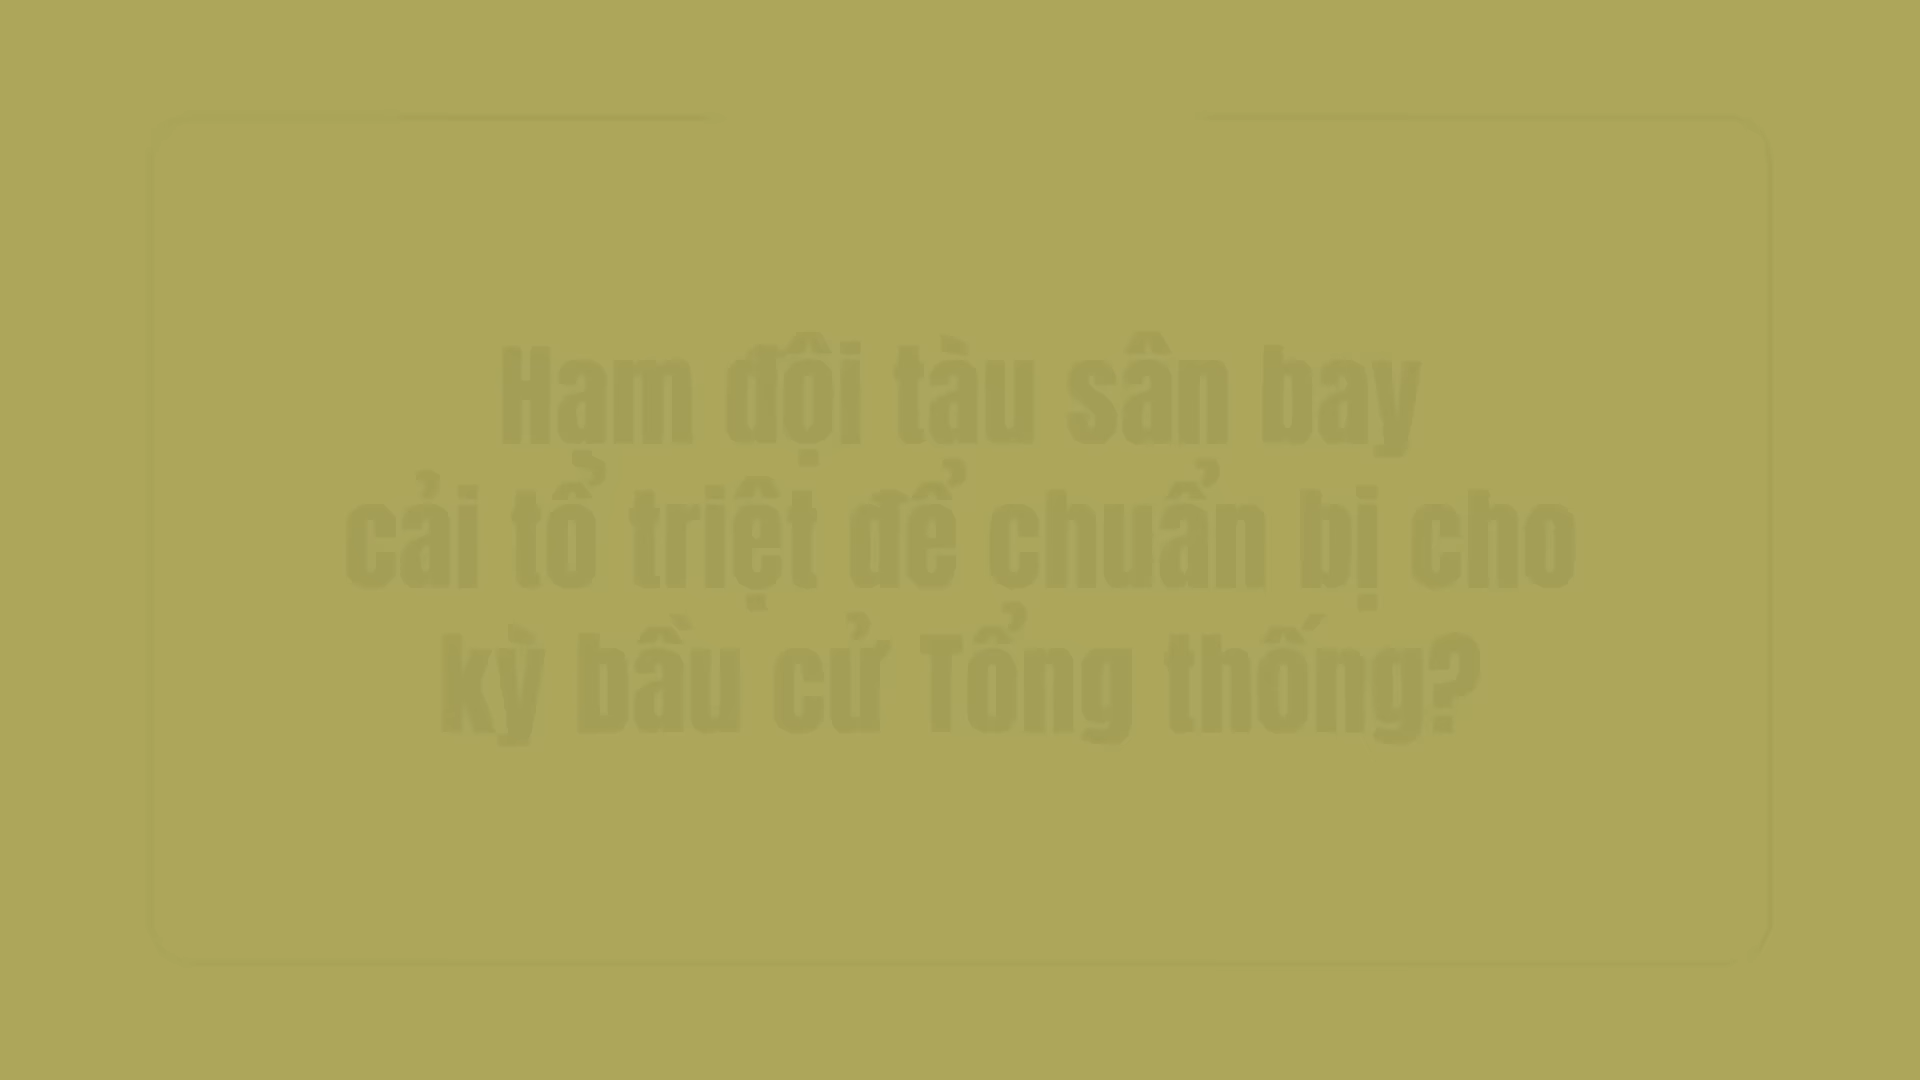 Hạm đội tàu sân bay
cải tổ triệt để chuẩn bị cho
kỳ bầu cử Tổng thống?